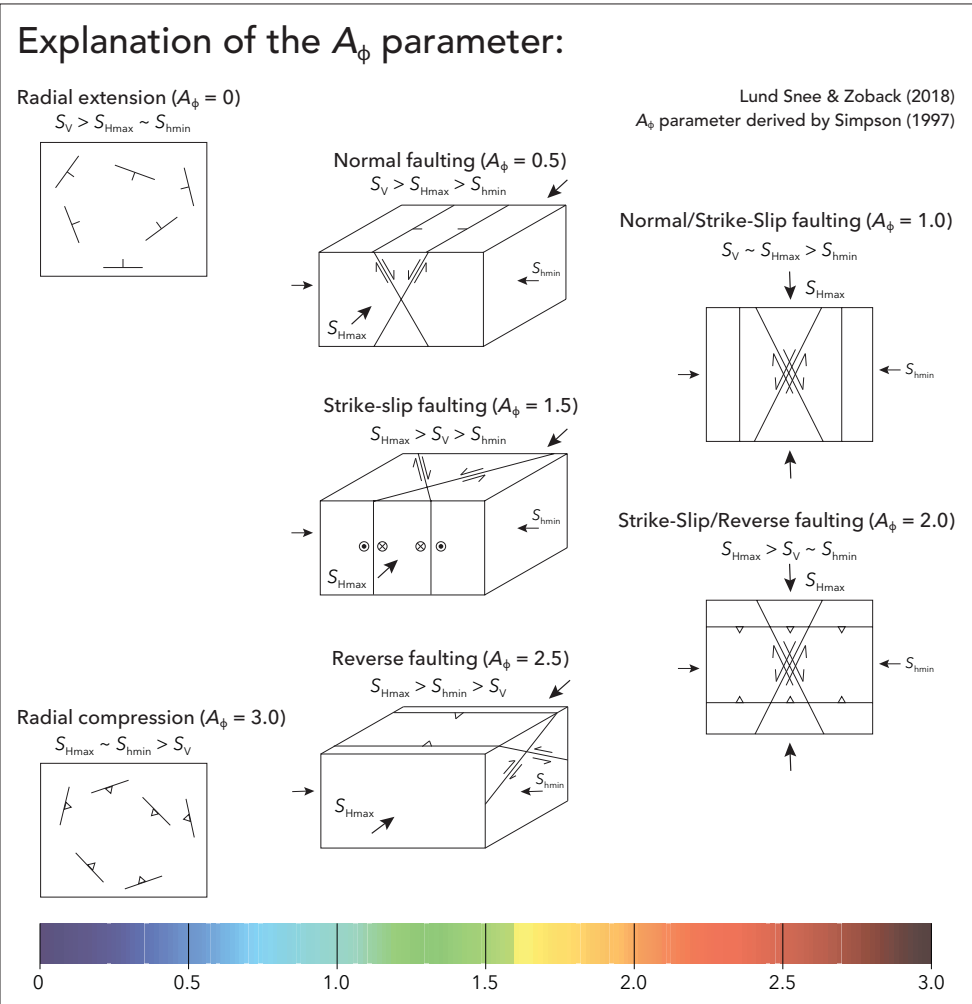 Explanation of the Aϕ parameter:
Radial extension (Aϕ = 0)
SV > SHmax ~ Shmin
Lund Snee & Zoback (2018)
Aϕ parameter derived by Simpson (1997)
Normal faulting (Aϕ = 0.5)
SV > SHmax > Shmin
Shmin
SHmax
Normal/Strike-Slip faulting (Aϕ = 1.0)
SV ~ SHmax > Shmin
SHmax
Shmin
Strike-slip faulting (Aϕ = 1.5)
SHmax > SV > Shmin
Shmin
SHmax
Strike-Slip/Reverse faulting (Aϕ = 2.0)
SHmax > SV ~ Shmin
SHmax
Shmin
Reverse faulting (Aϕ = 2.5)
SHmax > Shmin > SV
Shmin
SHmax
Radial compression (Aϕ = 3.0)
SHmax ~ Shmin > SV
0 0.5 1.0 1.5 2.0 2.5 3.0